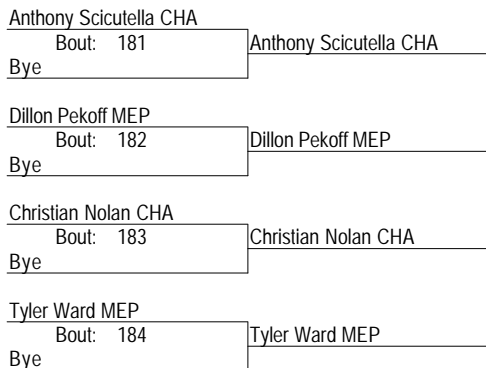 Anthony Scicutella CHA
Bout: 181 Anthony Scicutella CHA
Bye
Dillon Pekoff MEP
Bout: 182 Dillon Pekoff MEP
Bye
Christian Nolan CHA
Bout: 183 Christian Nolan CHA
Bye
Tyler Ward MEP
Bout: 184 Tyler Ward MEP
Bye